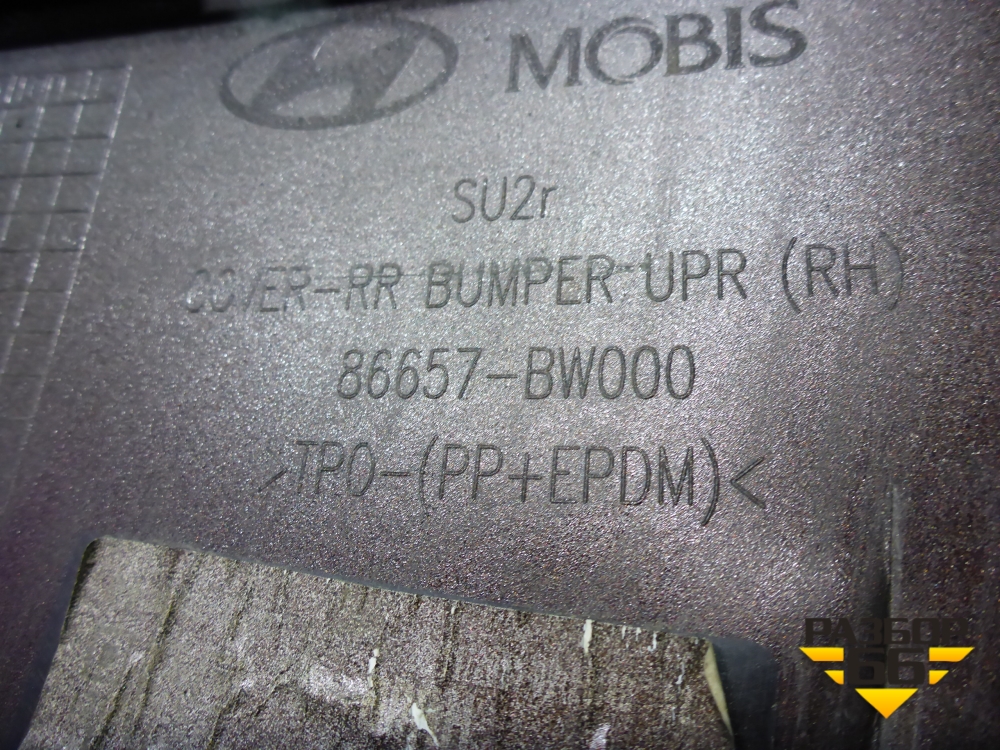 MOBIS
SU2r
COVER-RR BUMPER UPR (RH)
86657-BW000
>TPO-(PP+EPDM)<
РАЗБОР
66